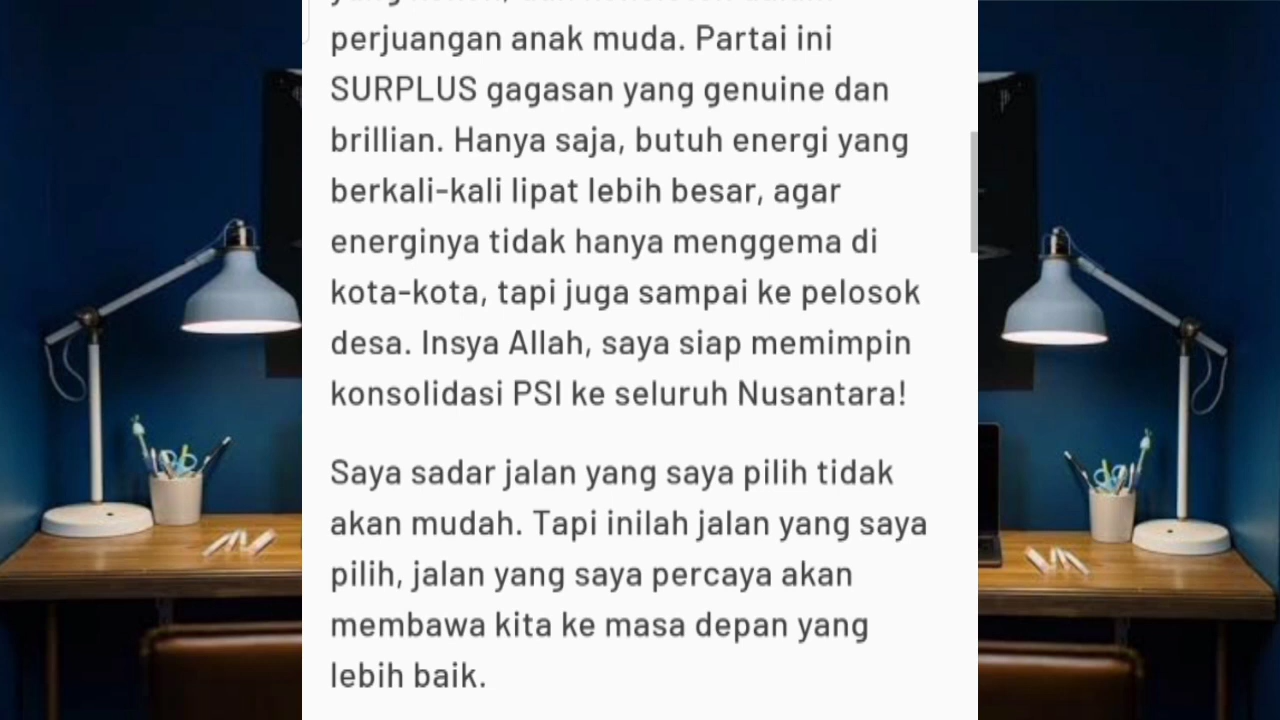 perjuangan anak muda. Partai ini
SURPLUS gagasan yang genuine dan
brillian. Hanya saja, butuh energi yang
berkali-kali lipat lebih besar, agar
energinya tidak hanya menggema di
kota-kota, tapi juga sampai ke pelosok
desa. Insya Allah, saya siap memimpin
konsolidasi PSI ke seluruh Nusantara!
Saya sadar jalan yang saya pilih tidak
akan mudah. Tapi inilah jalan yang saya
pilih, jalan yang saya percaya akan
membawa kita ke masa depan yang
lebih baik.